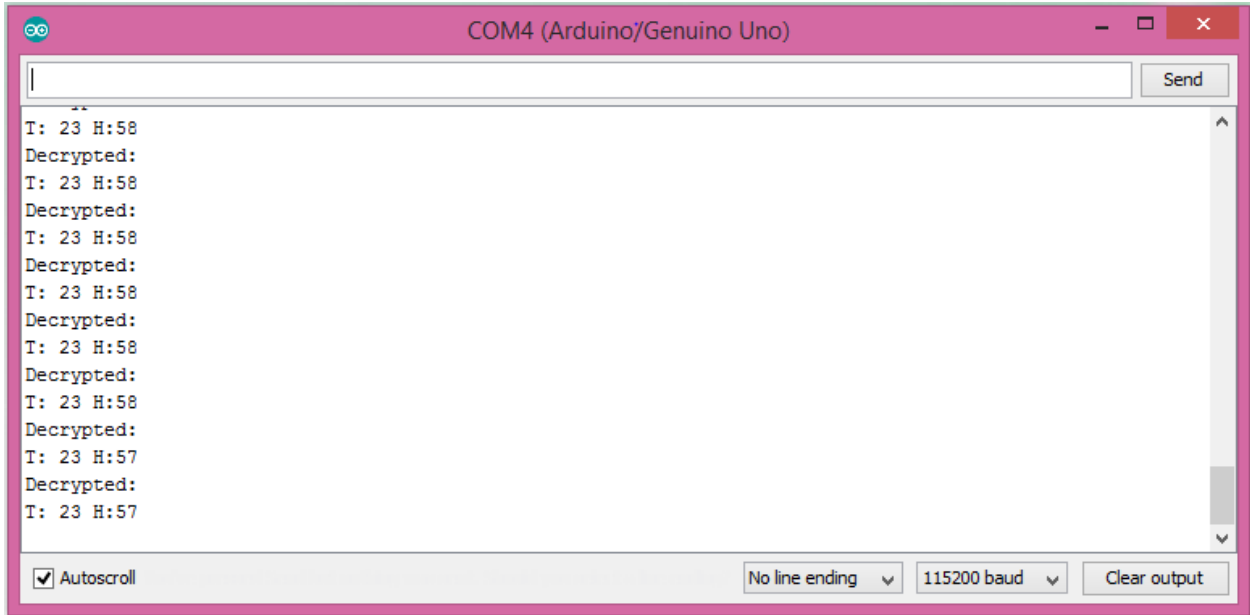 COM4 (Arduino/Genuino Uno)
Send
T: 23 H:58
Decrypted:
T: 23 H:58
Decrypted:
T: 23 H:58
Decrypted:
T: 23 H:58
Decrypted:
T: 23 H:58
Decrypted:
T: 23 H:58
Decrypted:
T: 23 H:57
Decrypted:
T: 23 H:57
Autoscroll
No line ending
115200 baud
Clear output